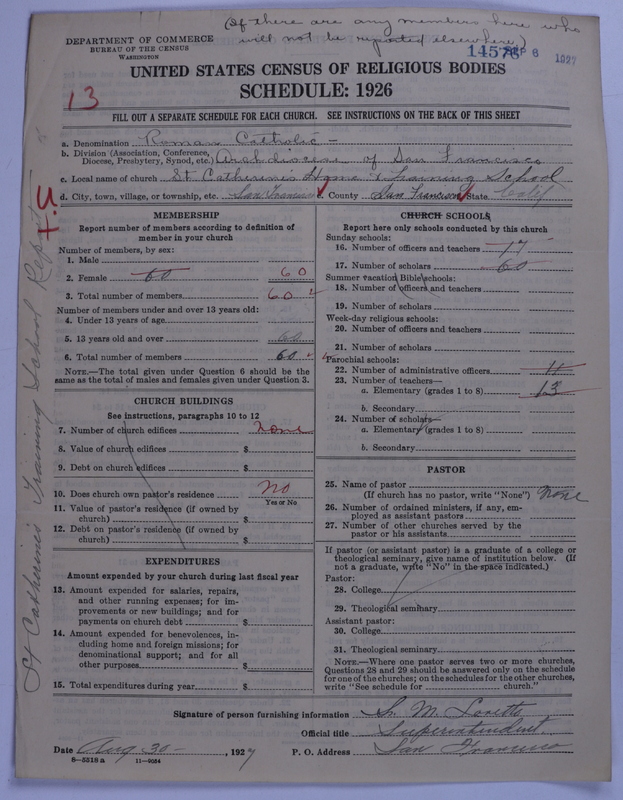 (If there are any members here who
will not be reported elsewhere.)
DEPARTMENT OF COMMERCE
BUREAU OF THE CENSUS
WASHINGTON
14576 SEP 8 1927
UNITED STATES CENSUS OF RELIGIOUS BODIES
SCHEDULE: 1926
13
FILL OUT A SEPARATE SCHEDULE FOR EACH CHURCH. SEE INSTRUCTIONS ON THE BACK OF THIS SHEET
a. Denomination Roman Catholic
b. Division (Association, Conference,
Diocese, Presbytery, Synod, etc.) Archdiocese of San Francisco
c. Local name of church St Catherine's Home & Training School
d. City, town, village, or township, etc. San Francisco e. County San Francisco State Calif
MEMBERSHIP
Report number of members according to definition of
member in your church
Number of members, by sex:
1. Male
2. Female 60 60
3. Total number of members 60
Number of members under and over 13 years old:
4. Under 13 years of age
5. 13 years old and over 60
6. Total number of members 60
NOTE.—The total given under Question 6 should be the
same as the total of males and females given under Question 3.
CHURCH BUILDINGS
See instructions, paragraphs 10 to 12
7. Number of church edifices none
8. Value of church edifices $
9. Debt on church edifices $
10. Does church own pastor's residence No
Yes or No
11. Value of pastor's residence (if owned by
church) $
12. Debt on pastor's residence (if owned by
church) $
EXPENDITURES
Amount expended by your church during last fiscal year
13. Amount expended for salaries, repairs,
and other running expenses; for im-
provements or new buildings; and for
payments on church debt $
14. Amount expended for benevolences, in-
cluding home and foreign missions; for
denominational support; and for all
other purposes $
15. Total expenditures during year $
CHURCH SCHOOLS
Report here only schools conducted by this church
Sunday schools:
16. Number of officers and teachers 17
17. Number of scholars 60
Summer vacation Bible schools:
18. Number of officers and teachers
19. Number of scholars
Week-day religious schools:
20. Number of officers and teachers
21. Number of scholars
Parochial schools:
22. Number of administrative officers 11
23. Number of teachers—
a. Elementary (grades 1 to 8) 13
b. Secondary
24. Number of scholars—
a. Elementary (grades 1 to 8)
b. Secondary
PASTOR
25. Name of pastor
(If church has no pastor, write "None") none
26. Number of ordained ministers, if any, em-
ployed as assistant pastors
27. Number of other churches served by the
pastor or his assistants
If pastor (or assistant pastor) is a graduate of a college or
theological seminary, give name of institution below. (If
not a graduate, write "No" in the space indicated.)
Pastor:
28. College
29. Theological seminary
Assistant pastor:
30. College
31. Theological seminary
NOTE.—Where one pastor serves two or more churches,
Questions 28 and 29 should be answered only on the schedule
for one of the churches; on the schedules for the other churches,
write "See schedule for church."
Signature of person furnishing information Sr. M. Loretto
Official title Superintendent
Date Aug 30 – , 1927 P. O. Address San Francisco
8—5318 a 11—9054
St Catherine's Training School Report